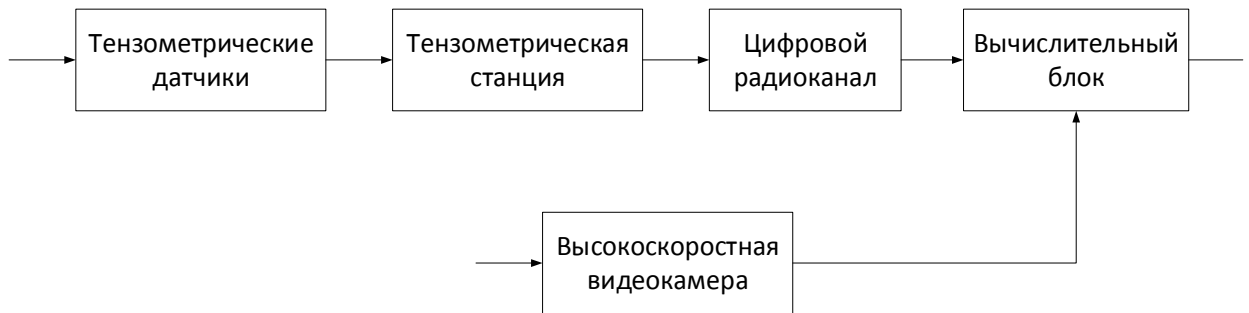 Тензометрические
датчики
Тензометрическая
станция
Цифровой
радиоканал
Вычислительный
блок
Высокоскоростная
видеокамера